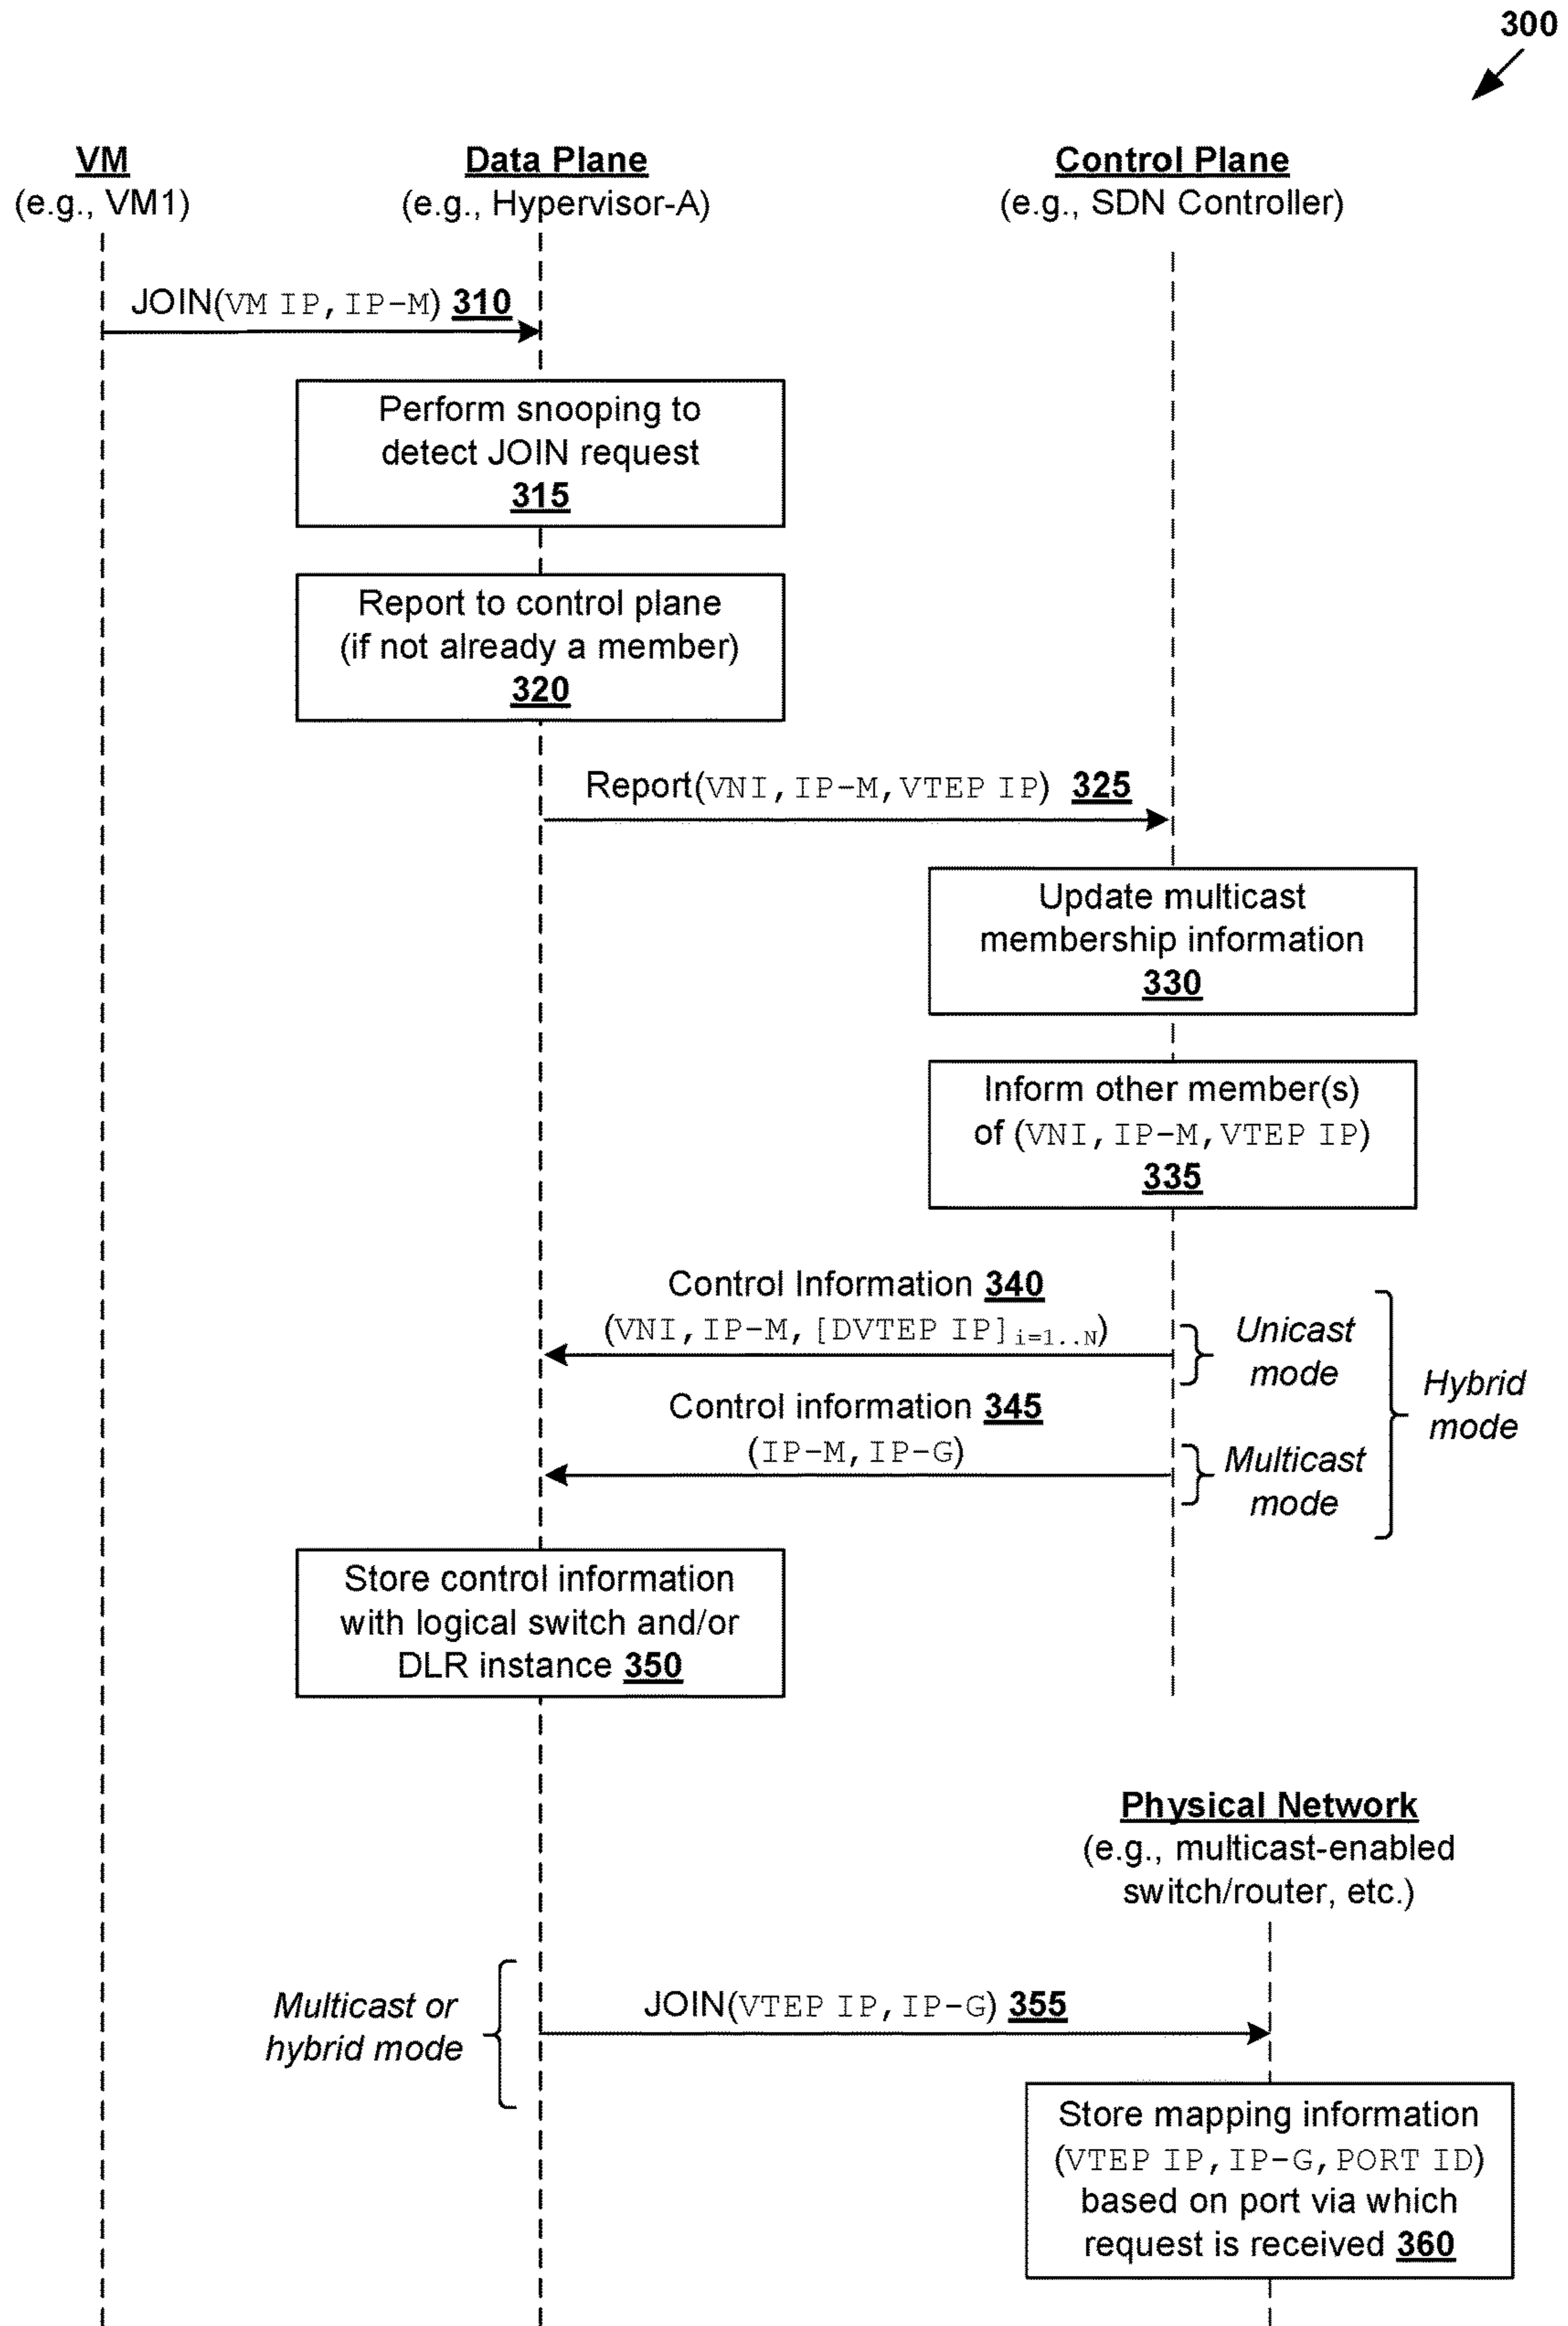 300
VM
(e.g., VM1)
Data Plane
(e.g., Hypervisor-A)
Control Plane
(e.g., SDN Controller)
JOIN(VM IP, IP-M) 310
Perform snooping to
detect JOIN request
315
Report to control plane
(if not already a member)
320
Report(VNI, IP-M, VTEP IP) 325
Update multicast
membership information
330
Inform other member(s)
of (VNI, IP-M, VTEP IP)
335
Control Information 340
(VNI, IP-M, [DVTEP IP]i=1..N)
Unicast
mode
Control information 345
(IP-M, IP-G)
Multicast
mode
Hybrid
mode
Store control information
with logical switch and/or
DLR instance 350
Physical Network
(e.g., multicast-enabled
switch/router, etc.)
Multicast or
hybrid mode
JOIN(VTEP IP, IP-G) 355
Store mapping information
(VTEP IP, IP-G, PORT ID)
based on port via which
request is received 360